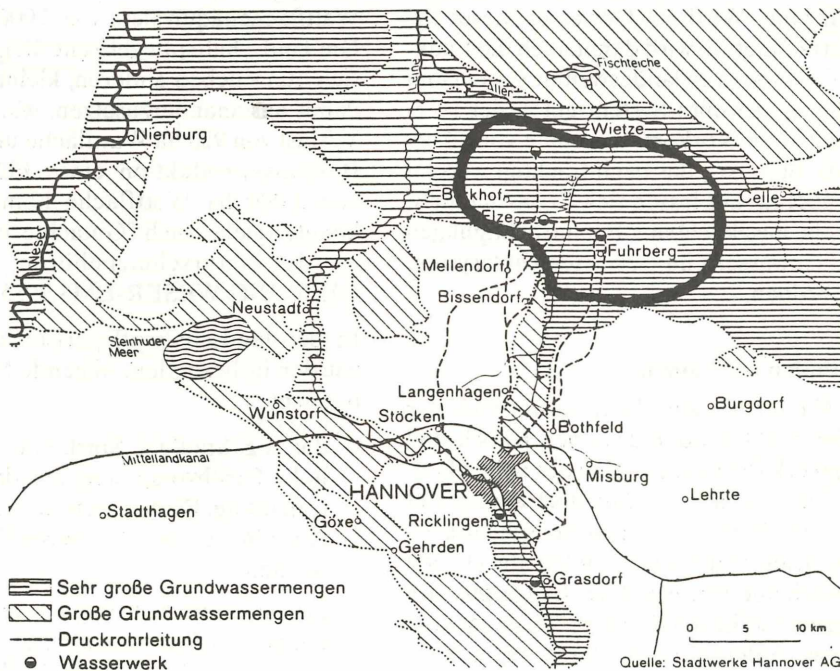 Leine
Aller
Fischteiche
Nienburg
Wietze
Wietze
Weser
Berkhof
Celle
Elze
Fuhrberg
Mellendorf
Bissendorf
Neustadt
Steinhuder
Meer
Langenhagen
Burgdorf
Wunstorf
Stöcken
Bothfeld
Mittellandkanal
Misburg
HANNOVER
Lehrte
Stadthagen
Göxe
Ricklingen
Gehrden
Grasdorf
Sehr große Grundwassermengen
Große Grundwassermengen
Druckrohrleitung
Wasserwerk
0 5 10 km
Quelle: Stadtwerke Hannover AG